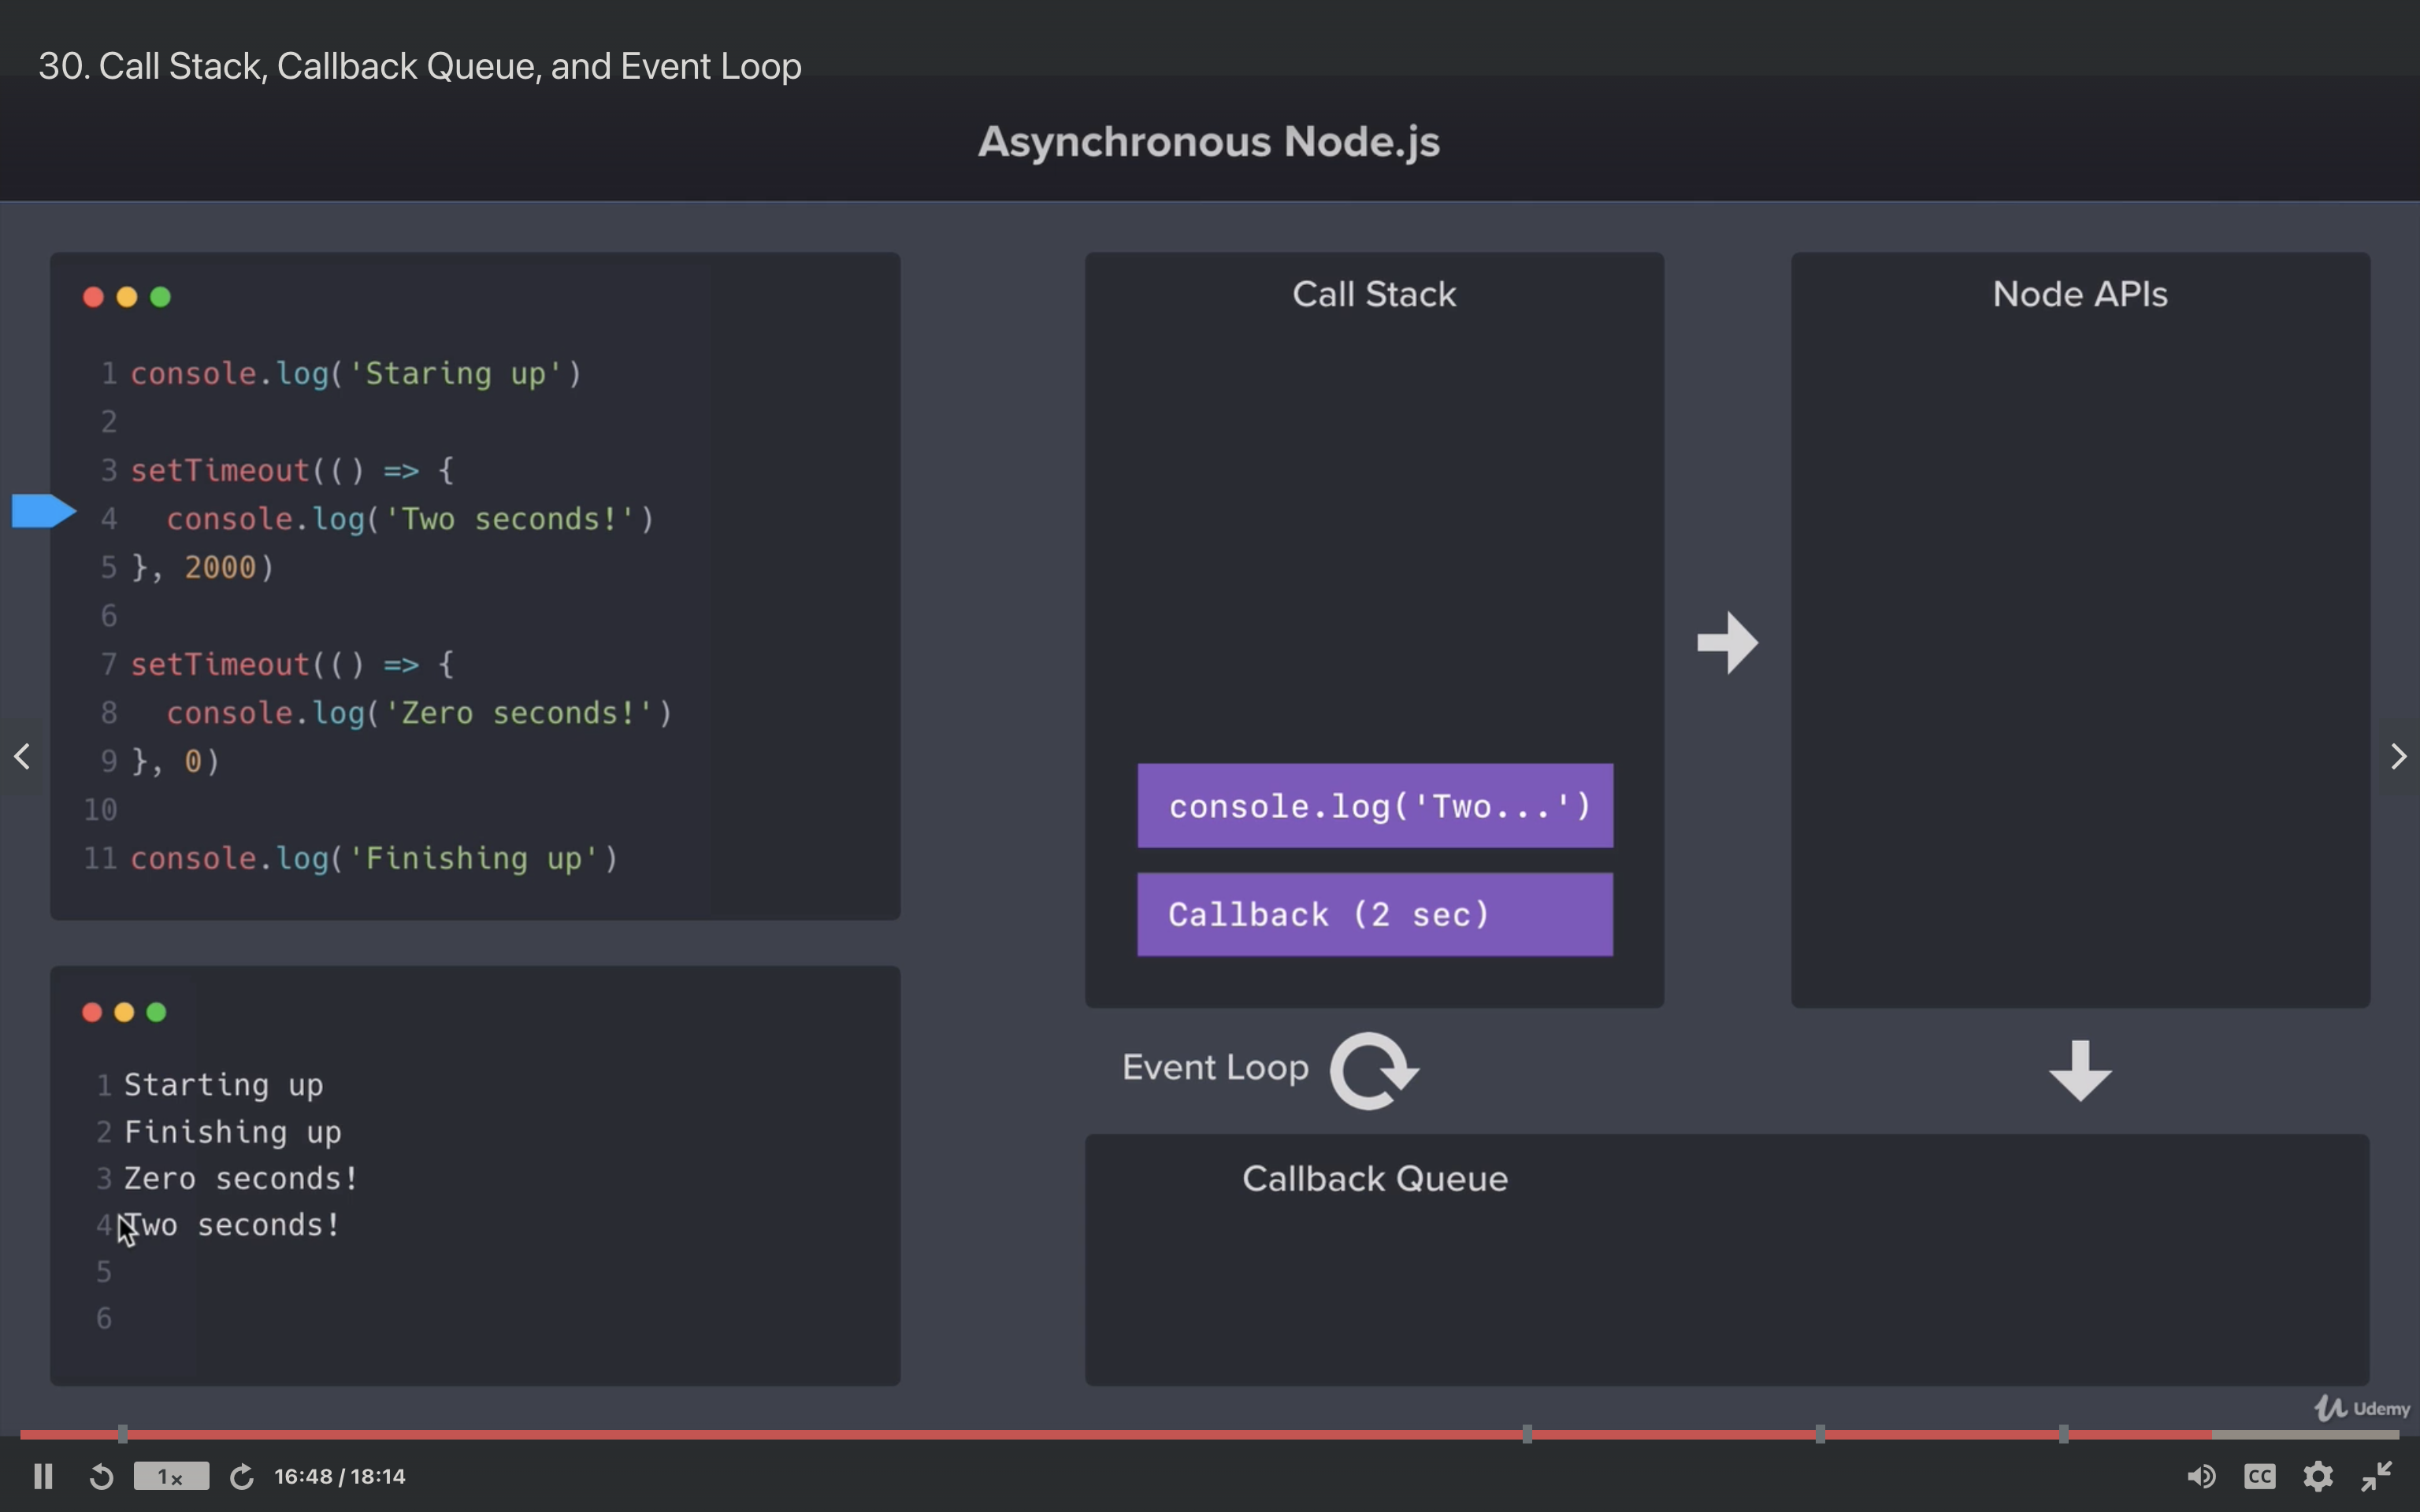 30. Call Stack, Callback Queue, and Event Loop
Asynchronous Node.js
1 console.log('Staring up')
2
3 setTimeout(() => {
4   console.log('Two seconds!')
5 }, 2000)
6
7 setTimeout(() => {
8   console.log('Zero seconds!')
9 }, 0)
10
11 console.log('Finishing up')
1 Starting up
2 Finishing up
3 Zero seconds!
4 Two seconds!
5
6
Call Stack
console.log('Two...')
Callback (2 sec)
Node APIs
Event Loop
Callback Queue
Udemy
1x
16:48 / 18:14
CC